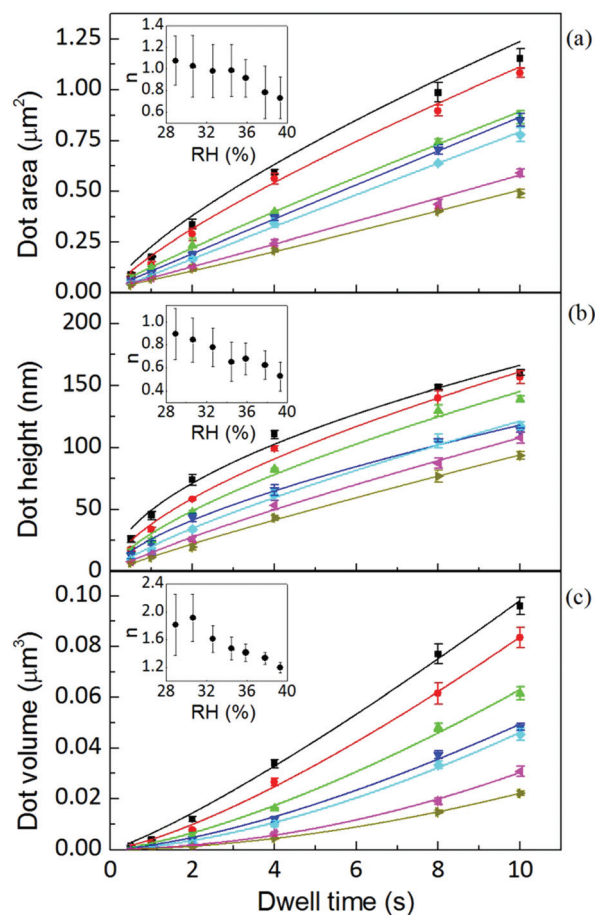 (a)
1.25
1.00
0.75
0.50
0.25
0.00
Dot area (μm²)
1.4
1.2
1.0
0.8
0.6
n
28 32 36 40
RH (%)
(b)
200
150
100
50
0
Dot height (nm)
1.0
0.8
0.6
0.4
n
28 32 36 40
RH (%)
(c)
0.10
0.08
0.06
0.04
0.02
0.00
Dot volume (μm³)
2.4
2.0
1.6
1.2
n
28 32 36 40
RH (%)
0 2 4 6 8 10
Dwell time (s)